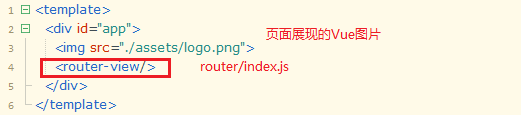 1 <template>
2 <div id="app"> 页面展现的Vue图片
3 <img src="./assets/logo.png">
4 <router-view/> router/index.js
5 </div>
6 </template>